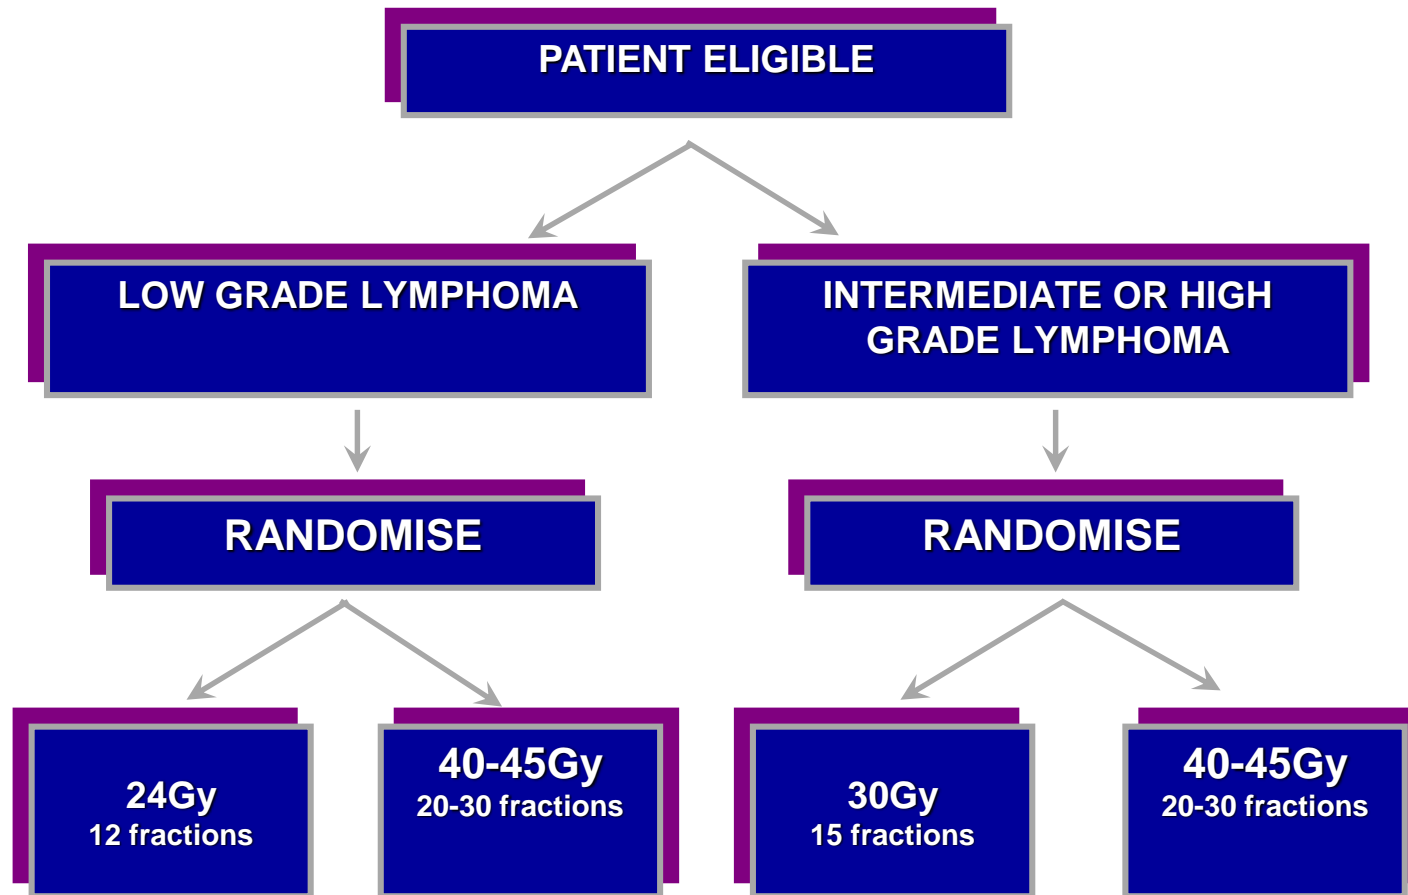 PATIENT ELIGIBLE
LOW GRADE LYMPHOMA
INTERMEDIATE OR HIGH
GRADE LYMPHOMA
RANDOMISE
RANDOMISE
24Gy
12 fractions
40-45Gy
20-30 fractions
30Gy
15 fractions
40-45Gy
20-30 fractions